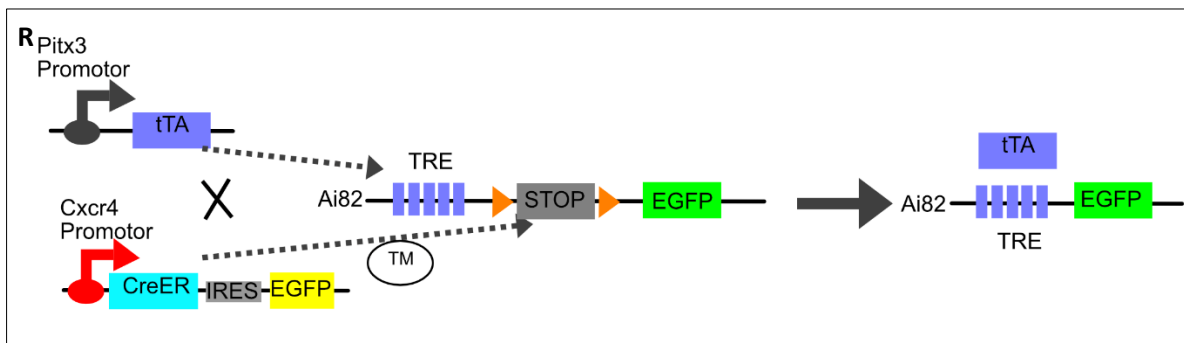 R
Pitx3
Promotor
tTA
TRE
Ai82
STOP
EGFP
Cxcr4
Promotor
TM
CreER
IRES
EGFP
tTA
Ai82
EGFP
TRE